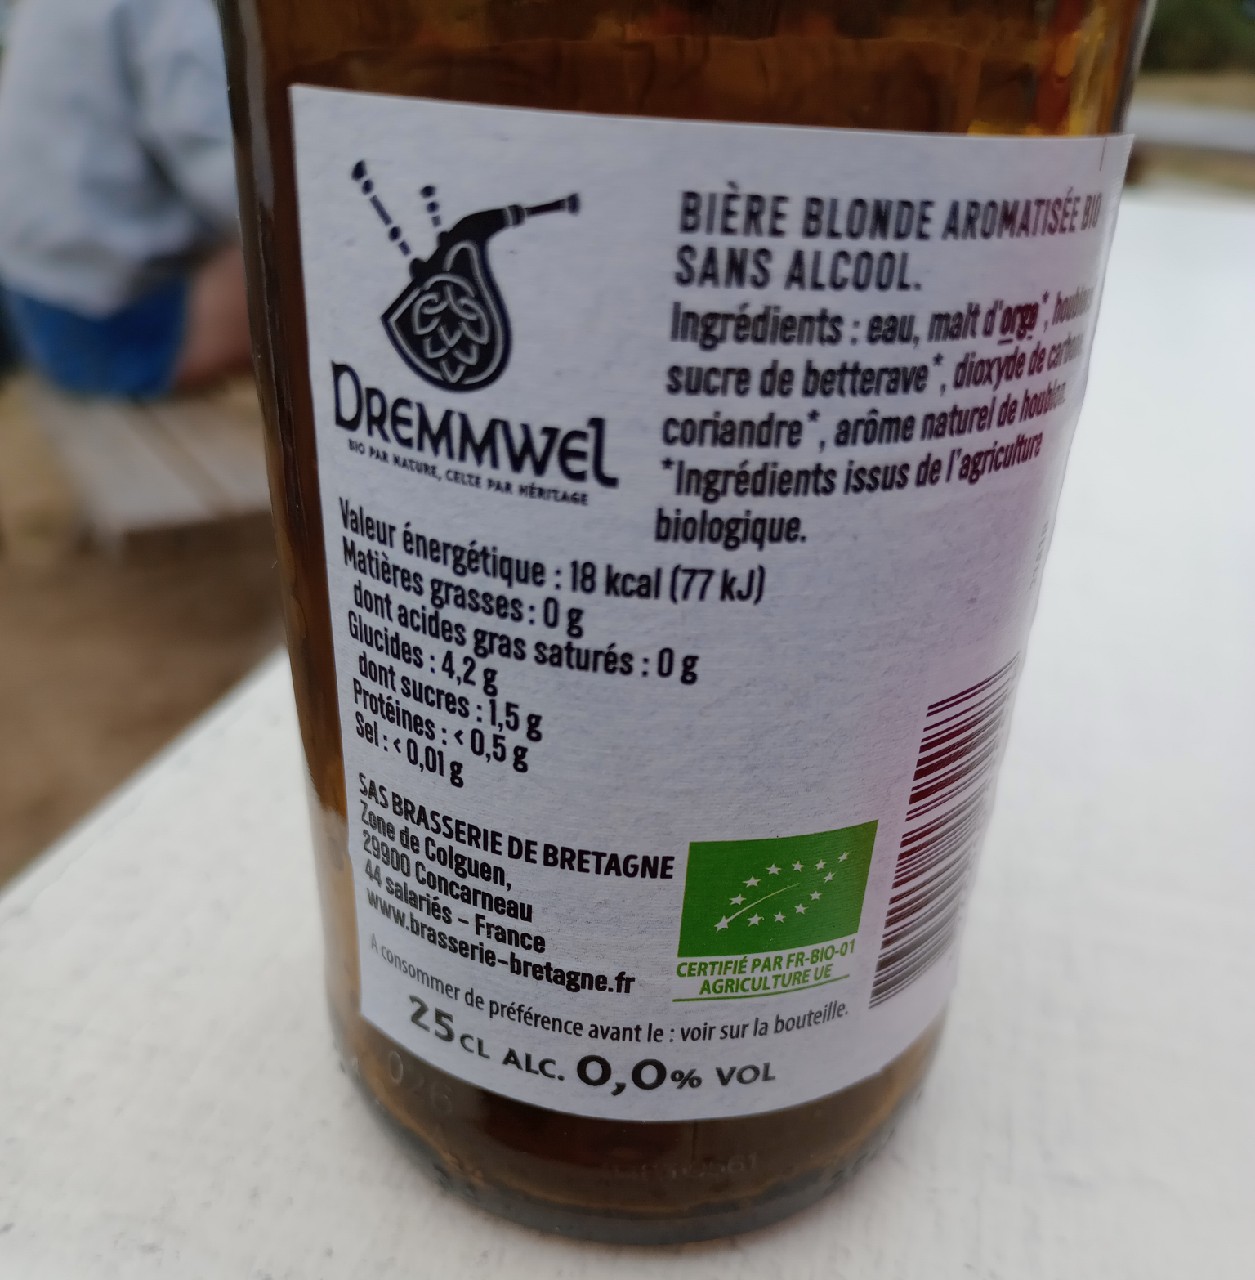 DREMMWEL
BIO PAR NATURE, CELTE PAR HÉRITAGE
BIÈRE BLONDE AROMATISÉE BIO
SANS ALCOOL.
Ingrédients : eau, malt d'orge*,
sucre de betterave*, dioxyde de
coriandre*, arôme naturel de houblon.
*Ingrédients issus de l'agriculture
biologique.
Valeur énergétique : 18 kcal (77 kJ)
Matières grasses : 0 g
dont acides gras saturés : 0 g
Glucides : 4,2 g
dont sucres : 1,5 g
Protéines : < 0,5 g
Sel : < 0,01 g
SAS BRASSERIE DE BRETAGNE
Zone de Colguen,
29900 Concarneau
44 salariés - France
www.brasserie-bretagne.fr
CERTIFIÉ PAR FR-BIO-01
AGRICULTURE UE
A consommer de préférence avant le : voir sur la bouteille.
25 CL ALC. 0,0% VOL